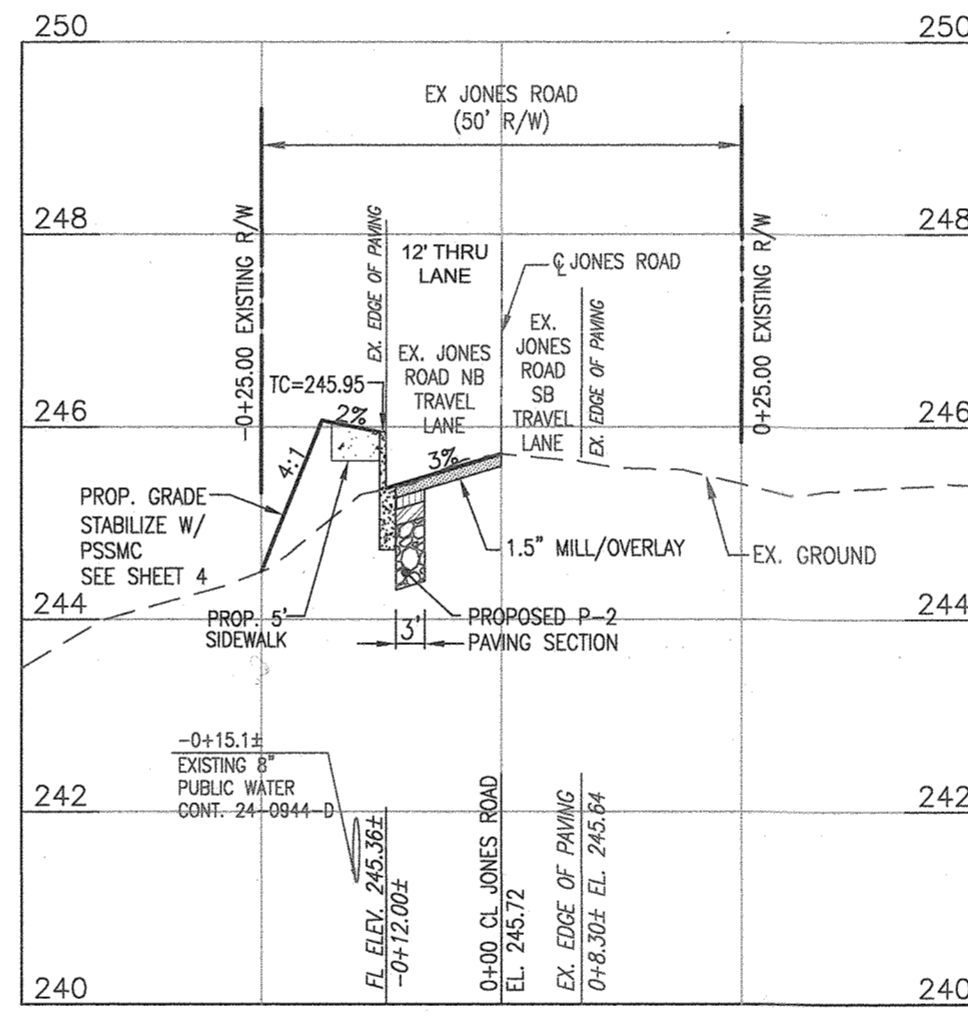 250
250
EX JONES ROAD
(50' R/W)
248
248
-0+25.00 EXISTING R/W
EX. EDGE OF PAVING
12' THRU
LANE
℄ JONES ROAD
0+25.00 EXISTING R/W
EX.
JONES
ROAD
SB
TRAVEL
LANE
EX. EDGE OF PAVING
EX. JONES
ROAD NB
TRAVEL
LANE
TC=245.95
246
246
2%
3%
4:1
PROP. GRADE
STABILIZE W/
PSSMC
SEE SHEET 4
1.5" MILL/OVERLAY
EX. GROUND
244
244
PROP. 5'
SIDEWALK
3'
PROPOSED P-2
PAVING SECTION
-0+15.1±
EXISTING 8"
PUBLIC WATER
CONT. 24-0944-D
242
242
FL ELEV. 245.36±
-0+12.00±
0+00 CL JONES ROAD
EL. 245.72
EX. EDGE OF PAVING
0+8.30± EL. 245.64
240
240